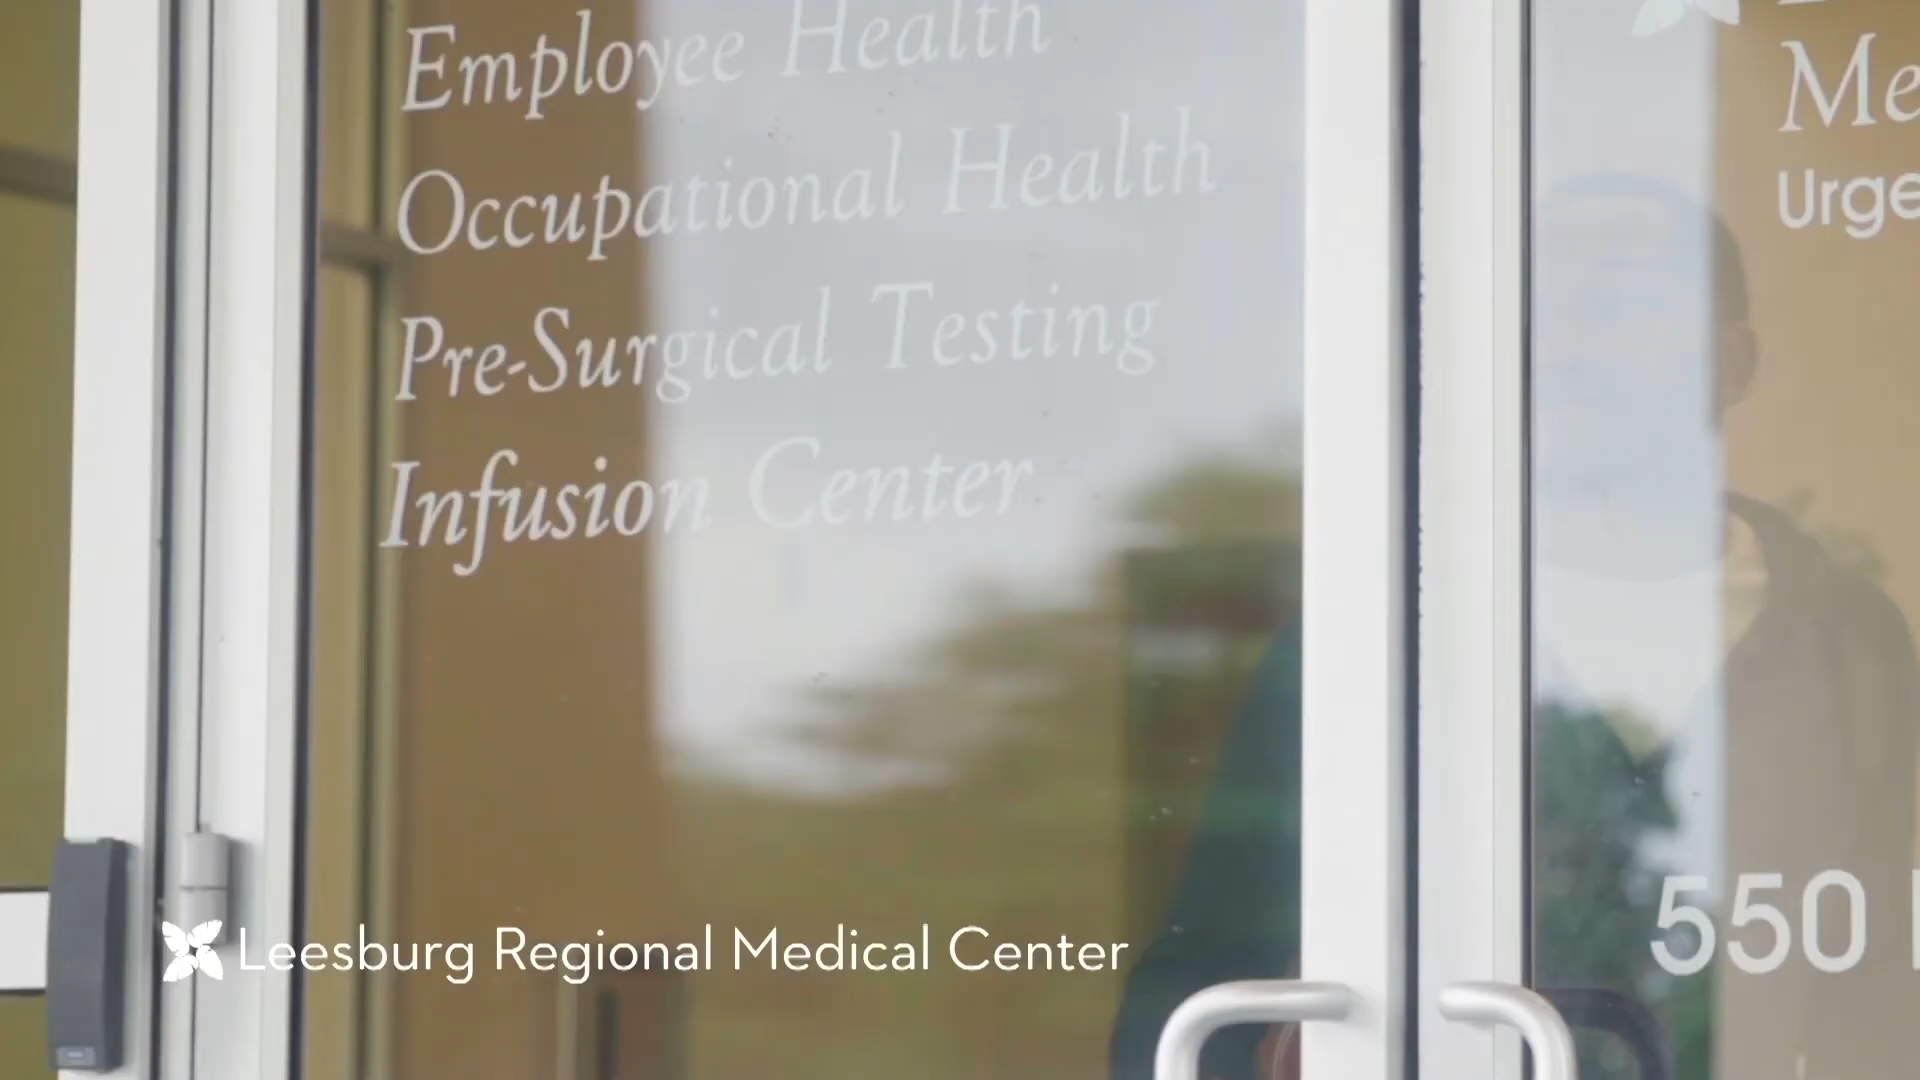 Employee Health
Occupational Health
Pre-Surgical Testing
Infusion Center
550
Leesburg Regional Medical Center